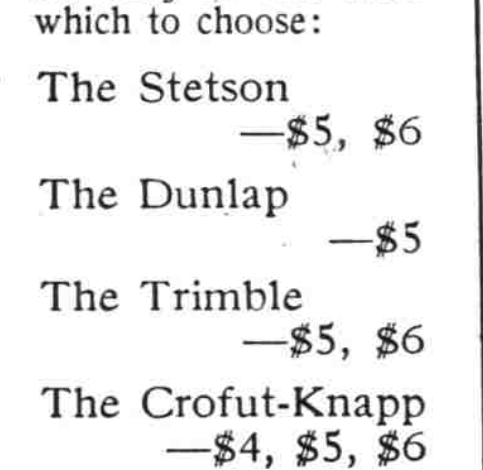 which to choose:
The Stetson
—$5, $6
The Dunlap
—$5
The Trimble
—$5, $6
The Crofut-Knapp
—$4, $5, $6